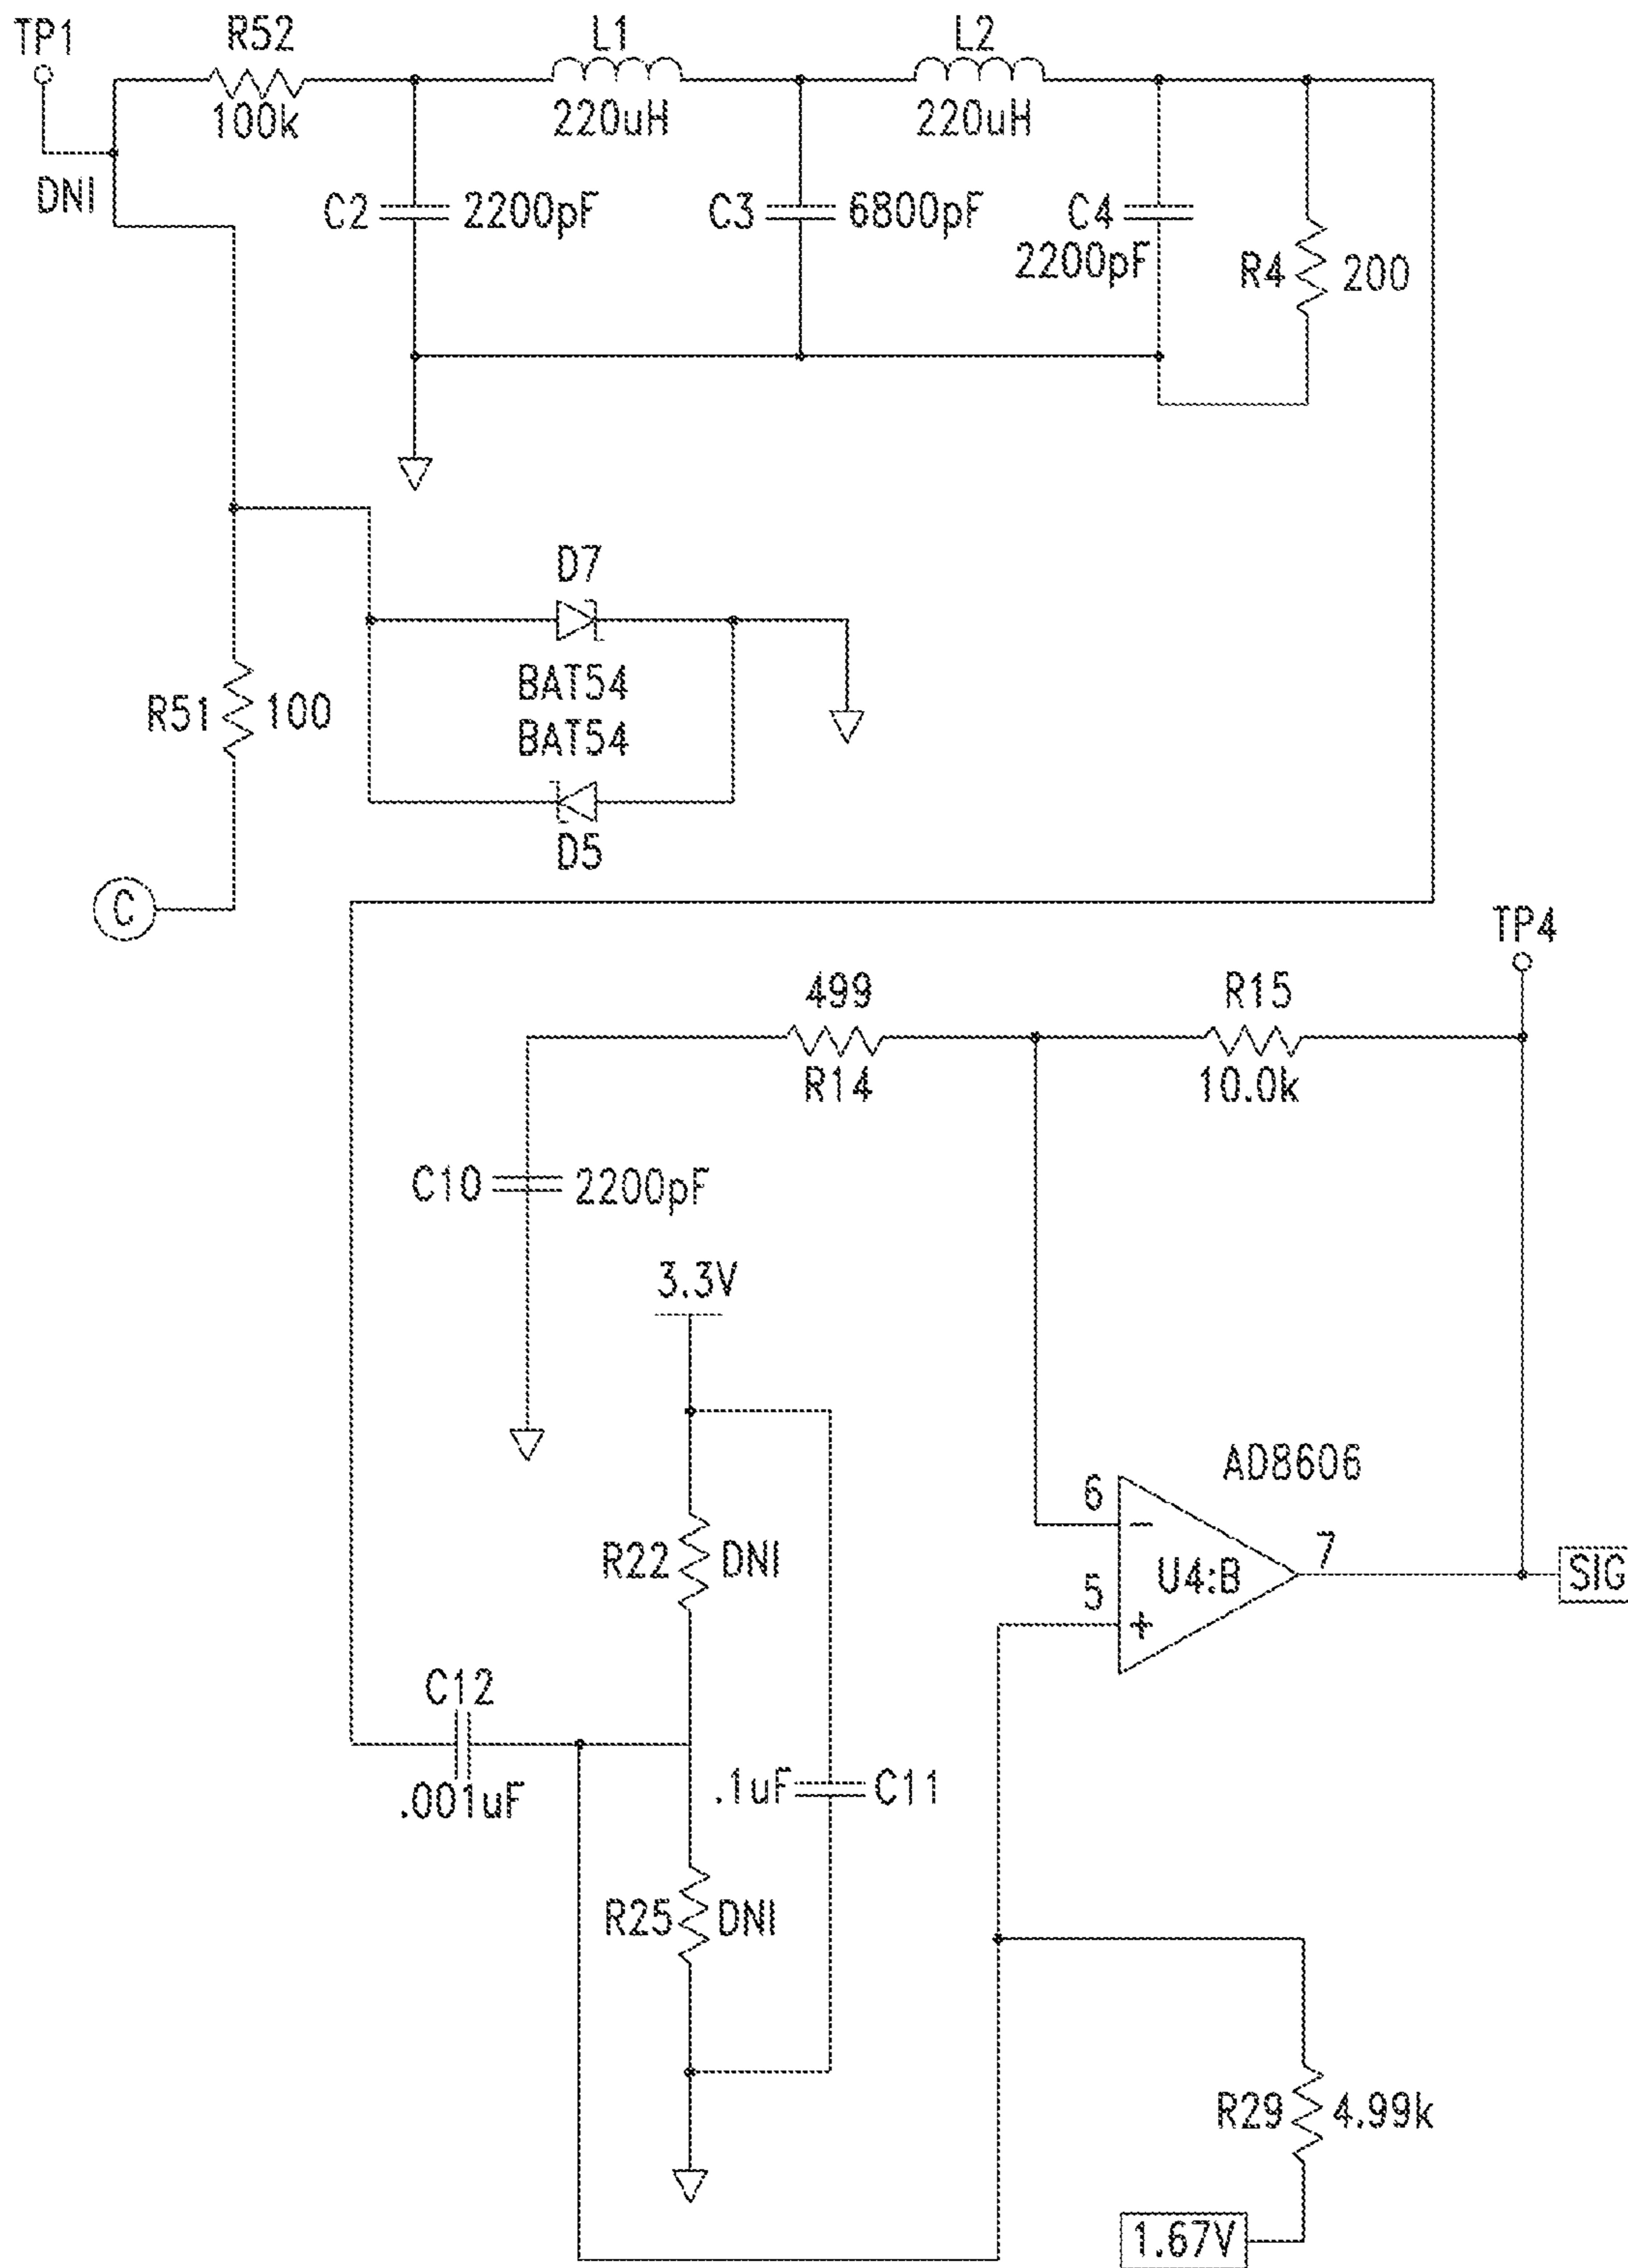 TP1
R52
L1
L2
100k
220uH
220uH
DNI
C2
2200pF
C3
6800pF
C4
2200pF
R4
200
D7
BAT54
R51
100
BAT54
D5
C
TP4
499
R15
R14
10.0k
C10
2200pF
3.3V
AD8606
6
−
R22
DNI
U4:B
7
SIG
5
+
C12
.001uF
.1uF
C11
R25
DNI
R29
4.99k
1.67V